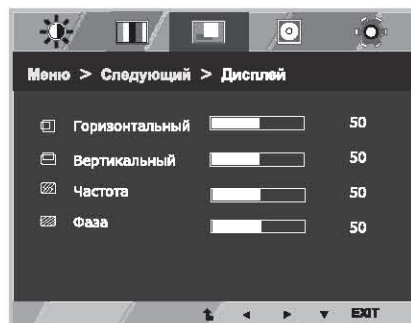 Меню > Следующий > Дисплей
Горизонтальный 50
Вертикальный 50
Частота 50
Фаза 50
EXIT